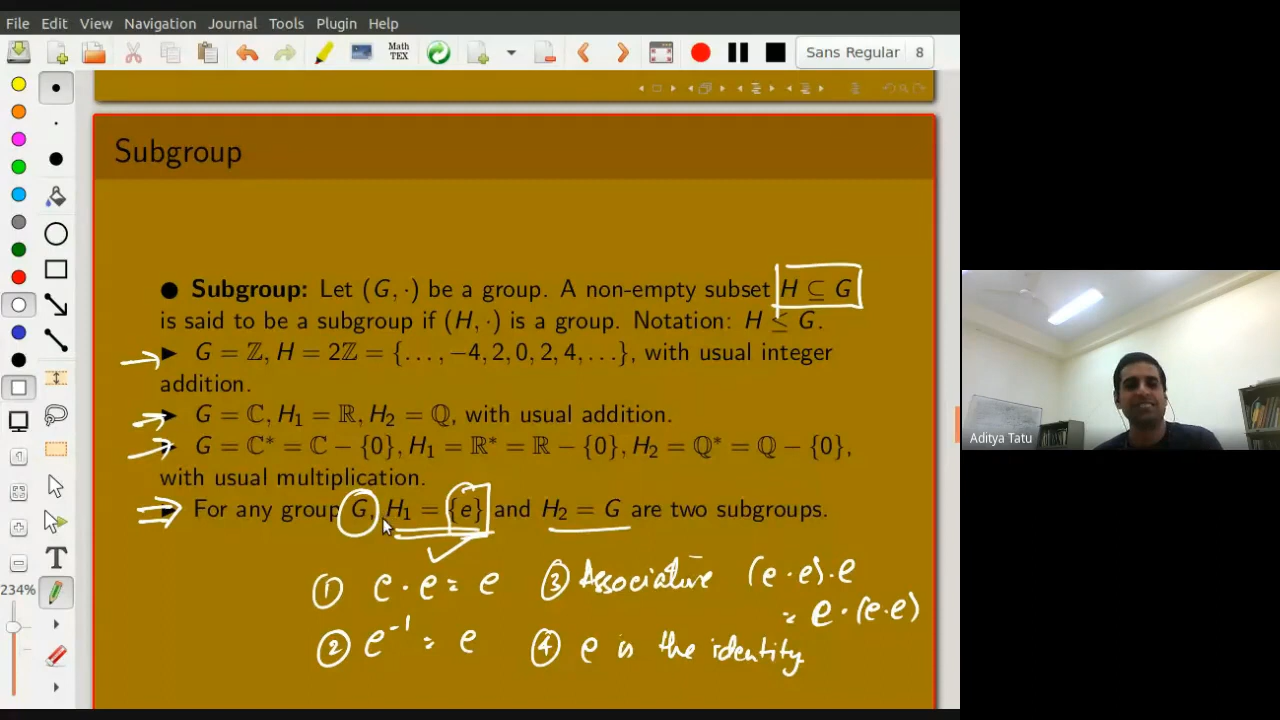 File Edit View Navigation Journal Tools Plugin Help
Math TEX
Sans Regular 8
Subgroup
● Subgroup: Let (G, ·) be a group. A non-empty subset H ⊆ G
is said to be a subgroup if (H, ·) is a group. Notation: H ≤ G.
▶ G = ℤ, H = 2ℤ = {..., −4, 2, 0, 2, 4, ...}, with usual integer
addition.
▶ G = ℂ, H₁ = ℝ, H₂ = ℚ, with usual addition.
▶ G = ℂ* = ℂ − {0}, H₁ = ℝ* = ℝ − {0}, H₂ = ℚ* = ℚ − {0},
with usual multiplication.
▶ For any group G, H₁ = {e} and H₂ = G are two subgroups.
① e · e = e ③ Associative (e · e) · e
= e · (e · e)
② e⁻¹ = e ④ e is the identity
234%
Aditya Tatu